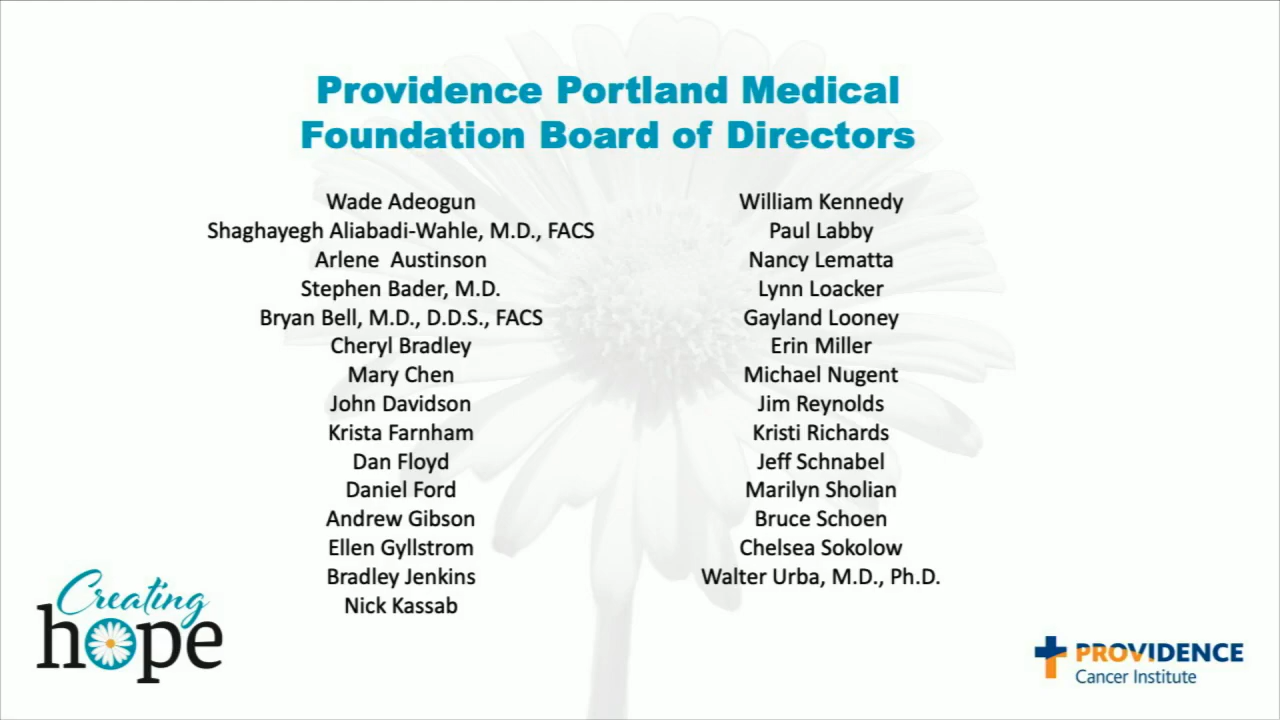 Providence Portland Medical
Foundation Board of Directors
Wade Adeogun
Shaghayegh Aliabadi-Wahle, M.D., FACS
Arlene  Austinson
Stephen Bader, M.D.
Bryan Bell, M.D., D.D.S., FACS
Cheryl Bradley
Mary Chen
John Davidson
Krista Farnham
Dan Floyd
Daniel Ford
Andrew Gibson
Ellen Gyllstrom
Bradley Jenkins
Nick Kassab
William Kennedy
Paul Labby
Nancy Lematta
Lynn Loacker
Gayland Looney
Erin Miller
Michael Nugent
Jim Reynolds
Kristi Richards
Jeff Schnabel
Marilyn Sholian
Bruce Schoen
Chelsea Sokolow
Walter Urba, M.D., Ph.D.
Creating
hope
PROVIDENCE
Cancer Institute